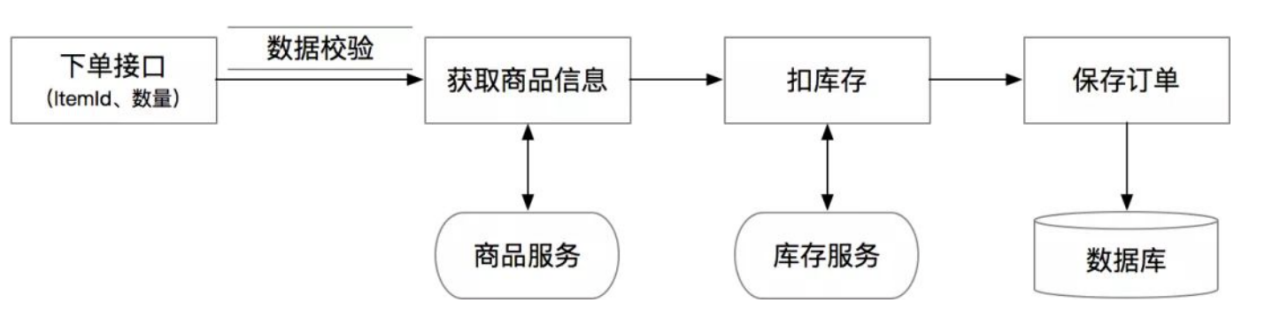 下单接口
（ItemId、数量）
数据校验
获取商品信息
扣库存
保存订单
商品服务
库存服务
数据库